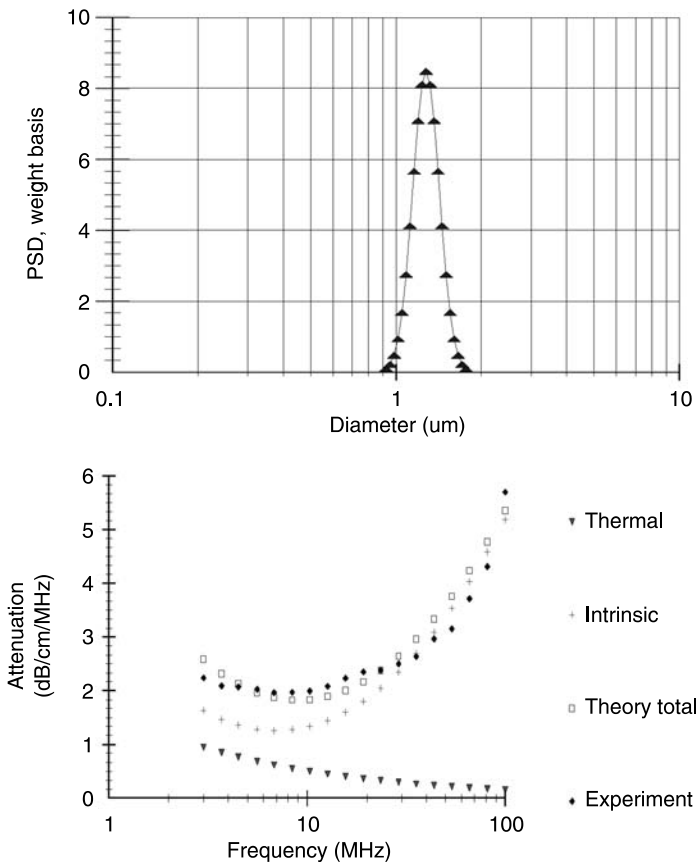 10
8
6
4
2
0
PSD, weight basis
0.1
1
10
Diameter (um)
6
5
4
3
2
1
0
Attenuation
(dB/cm/MHz)
1
10
100
Frequency (MHz)
Thermal
Intrinsic
Theory total
Experiment